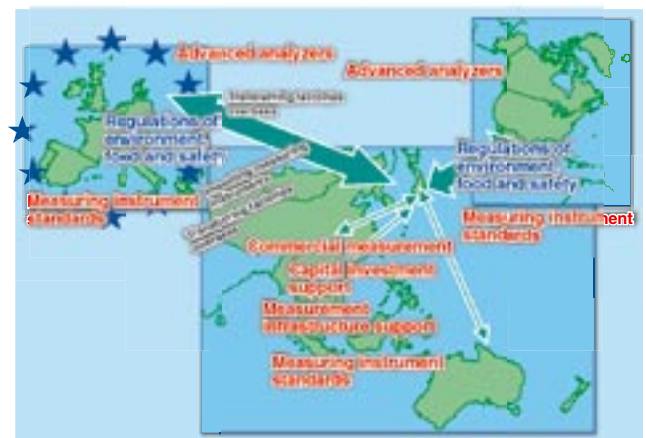 Advanced analyzers
Advanced analyzers
Regulations of
environment,
food and safety
Measuring instrument
standards
overseas
Regulations of
environment,
food and safety
Measuring instrument
standards
Commercial measurement
Capital investment
support
Measurement
infrastructure support
Measuring instrument
standards